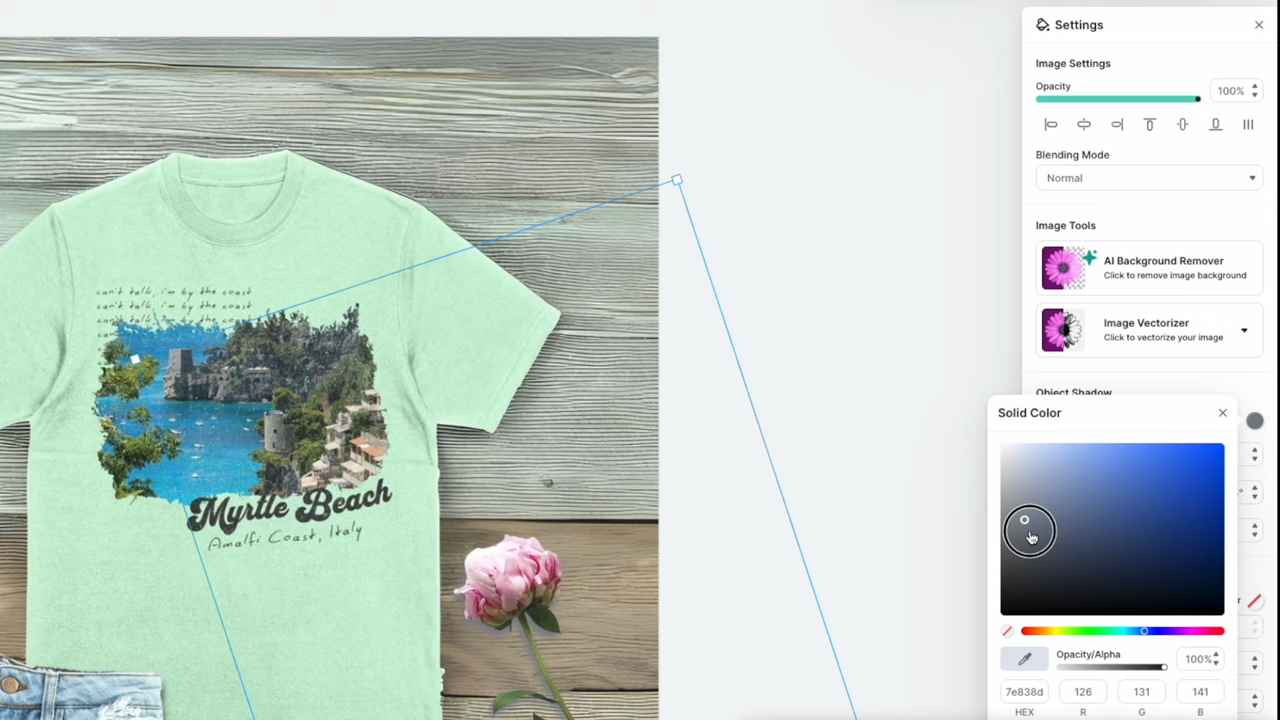 Settings
Image Settings
Opacity
100%
Blending Mode
Normal
Image Tools
AI Background Remover
Click to remove image background
Image Vectorizer
Click to vectorize your image
Object Shadow
Solid Color
Opacity/Alpha
100%
7e838d
126
131
141
HEX
R
G
B
can't talk, i'm by the coast
can't talk, i'm by the coast
can't talk, i'm by the coast
Myrtle Beach
Amalfi Coast, Italy